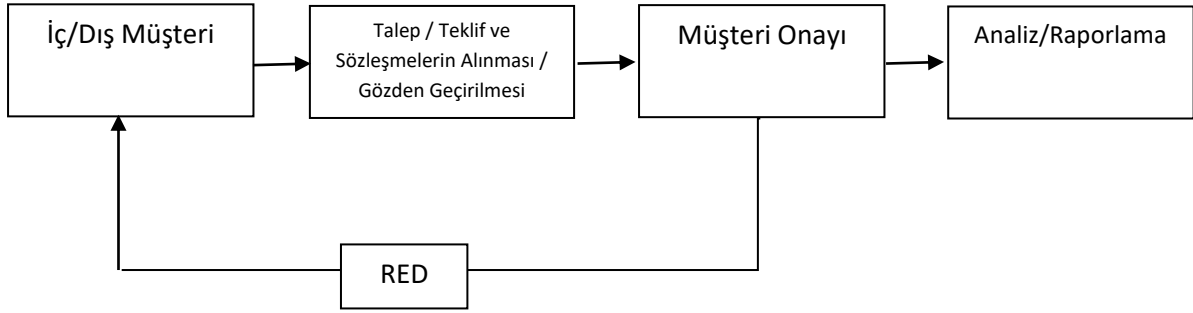 İç/Dış Müşteri
Talep / Teklif ve
Sözleşmelerin Alınması /
Gözden Geçirilmesi
Müşteri Onayı
Analiz/Raporlama
RED